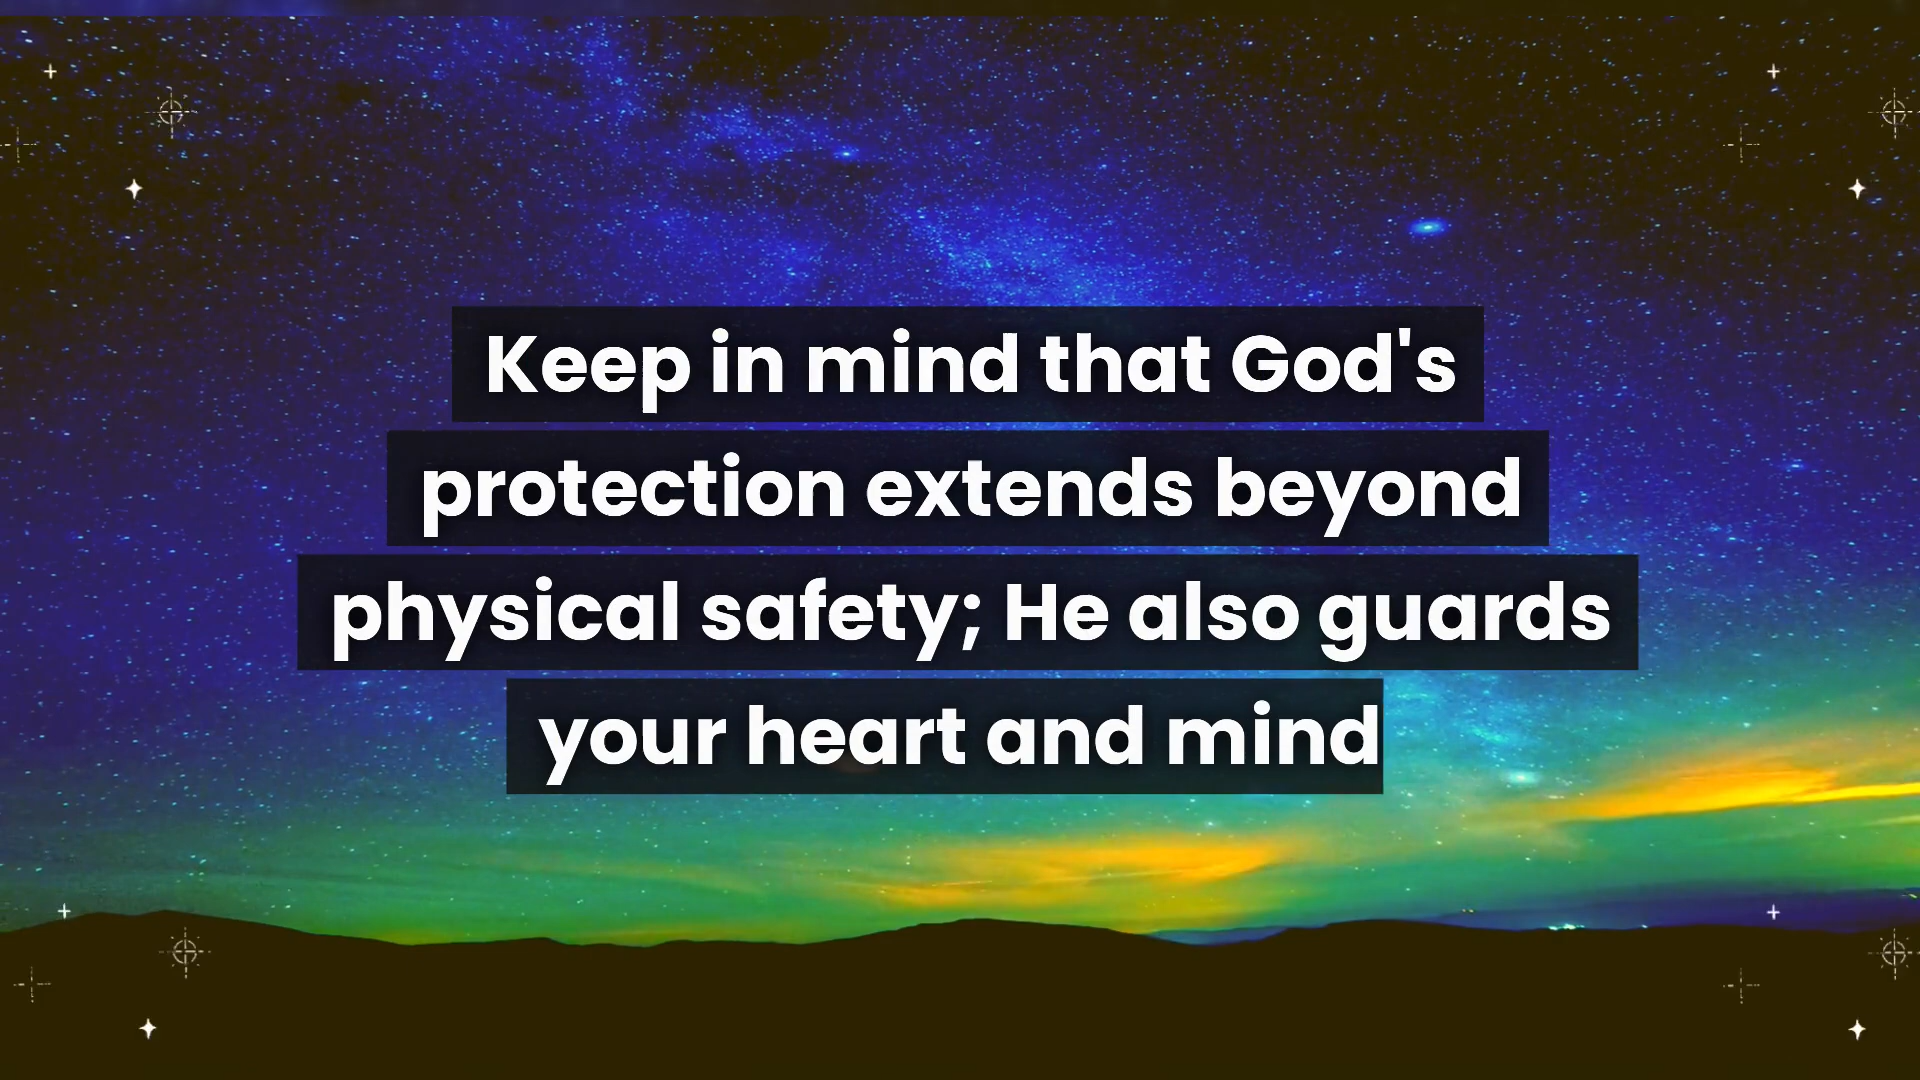 Keep in mind that God's
protection extends beyond
physical safety; He also guards
your heart and mind